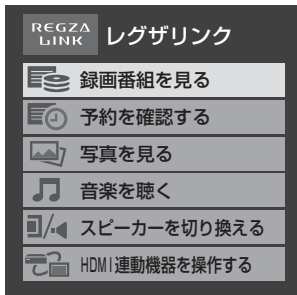 REGZA
LINK
レグザリンク
録画番組を見る
予約を確認する
写真を見る
音楽を聴く
スピーカーを切り換える
HDMI連動機器を操作する